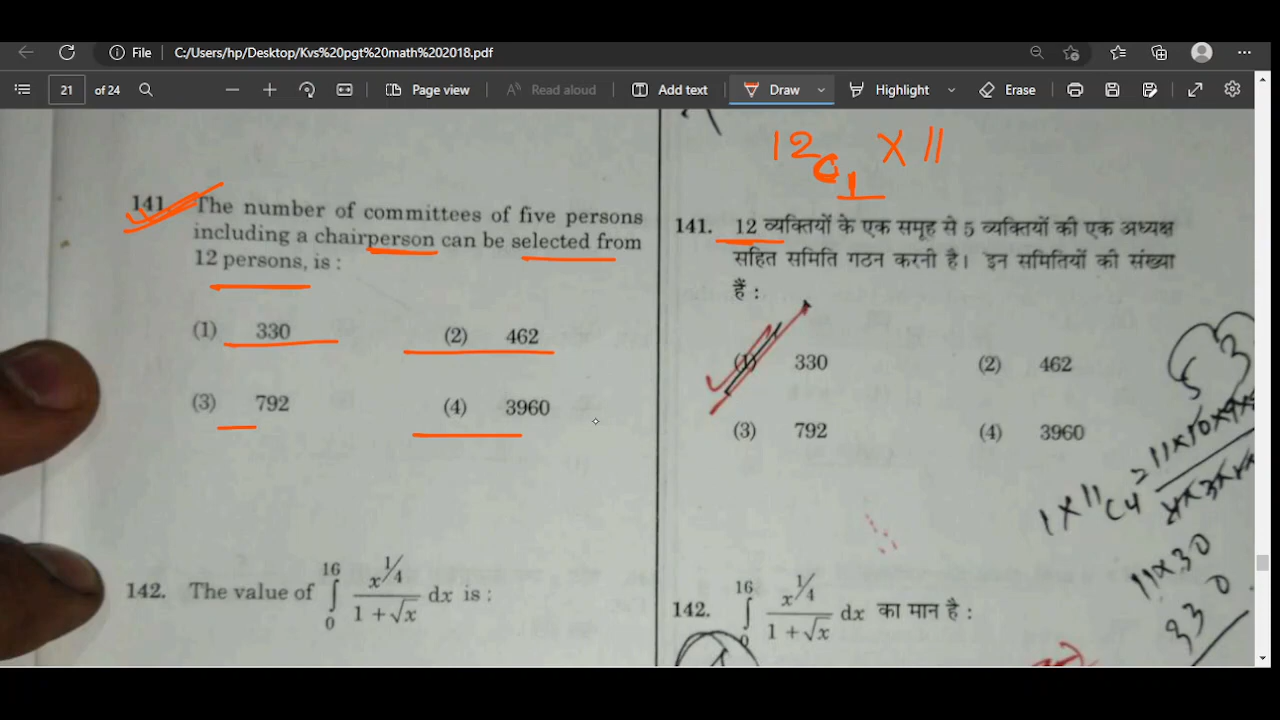 File C:/Users/hp/Desktop/Kvs%20pgt%20math%202018.pdf
21 of 24 Page view Read aloud Add text Draw Highlight Erase
12 C 1 X 11
141. The number of committees of five persons
including a chairperson can be selected from
12 persons, is :
(1) 330 (2) 462
(3) 792 (4) 3960
142. The value of ∫₀¹⁶ x^(1/4)/(1 + √x) dx is :
141. 12 व्यक्तियों के एक समूह से 5 व्यक्तियों की एक अध्यक्ष
सहित समिति गठन करनी है। इन समितियों की संख्या
हैं :
(1) 330 (2) 462
(3) 792 (4) 3960
1 X 11 C4
11x30
330
142. ∫₀¹⁶ x^(1/4)/(1 + √x) dx का मान है :